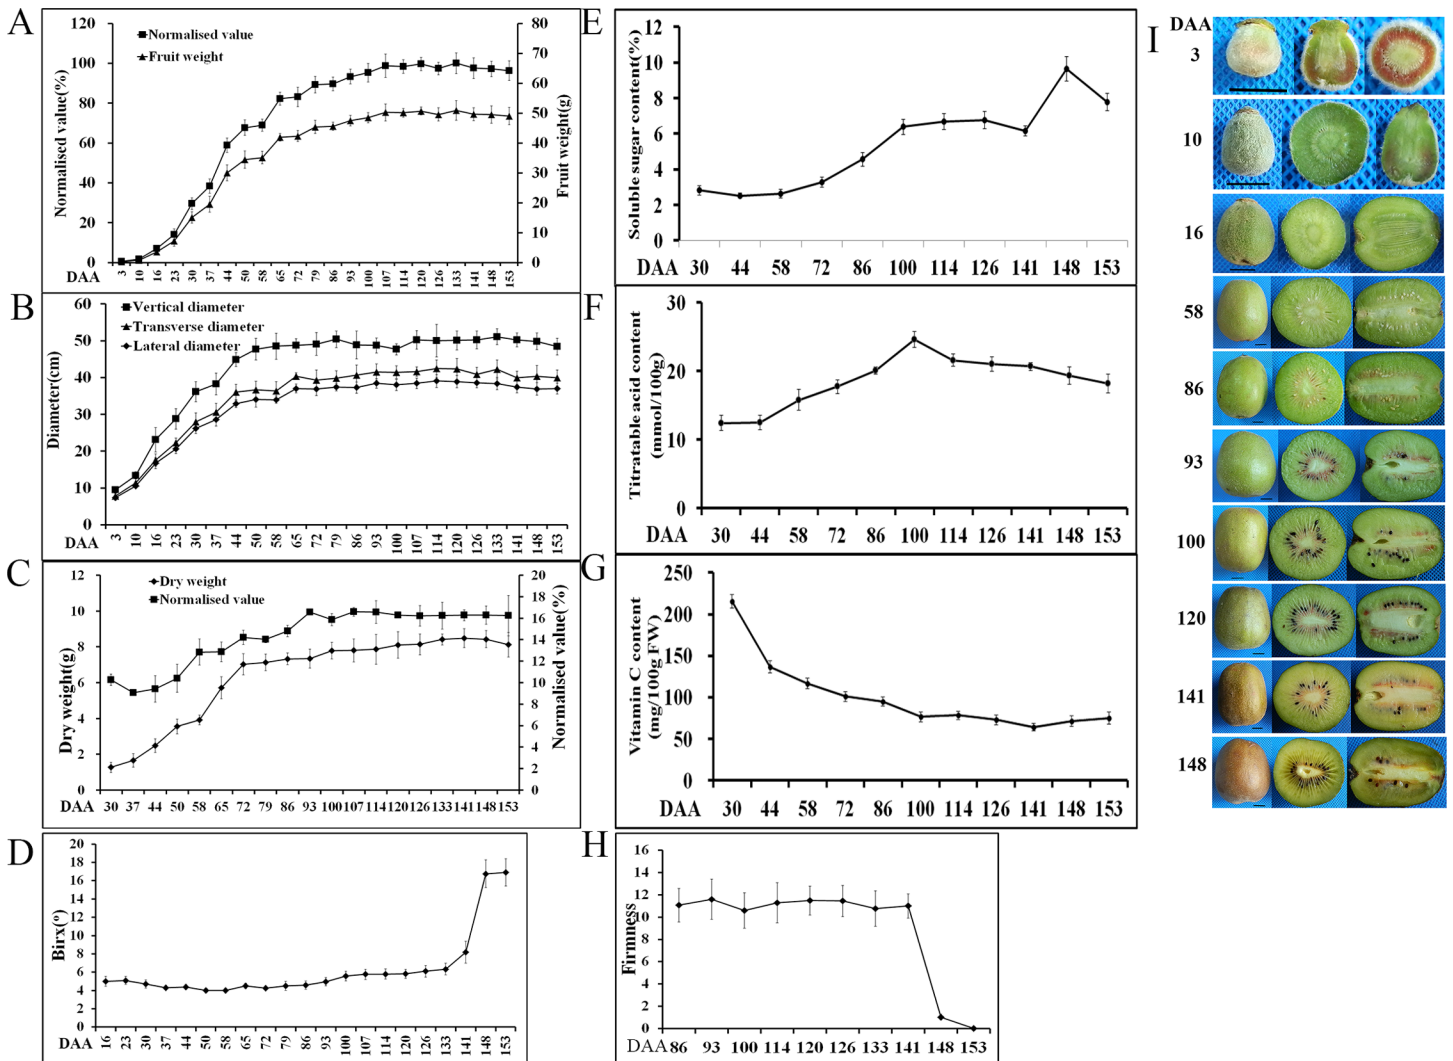 A
120
100
80
60
40
20
0
Normalised value(%)
Normalised value
Fruit weight
80
70
60
50
40
30
20
10
0
Fruit weight(g)
DAA 3 10 16 23 30 37 44 50 58 65 72 79 86 93 100 107 114 120 126 133 141 148 153
B
60
50
40
30
20
10
0
Diameter(cm)
Vertical diameter
Transverse diameter
Lateral diameter
DAA 3 10 16 23 30 37 44 50 58 65 72 79 86 93 100 107 114 120 126 133 141 148 153
C
12
10
8
6
4
2
0
Dry weight(g)
Dry weight
Normalised value
20
18
16
14
12
10
8
6
4
2
0
Normalised value(%)
DAA 30 37 44 50 58 65 72 79 86 93 100 107 114 120 126 133 141 148 153
D
20
18
16
14
12
10
8
6
4
2
0
Birx(°)
DAA 16 23 30 37 44 50 58 65 72 79 86 93 100 107 114 120 126 133 141 148 153
E
12
10
8
6
4
2
0
Soluble sugar content(%)
DAA 30 44 58 72 86 100 114 126 141 148 153
F
30
20
10
0
Titratable acid content
(mmol/100g)
DAA 30 44 58 72 86 100 114 126 141 148 153
G
250
200
150
100
50
0
Vitamin C content
(mg/100g FW)
DAA 30 44 58 72 86 100 114 126 141 148 153
H
16
14
12
10
8
6
4
2
0
Firmness
DAA 86 93 100 114 120 126 133 141 148 153
I
DAA
3
10
16
58
86
93
100
120
141
148